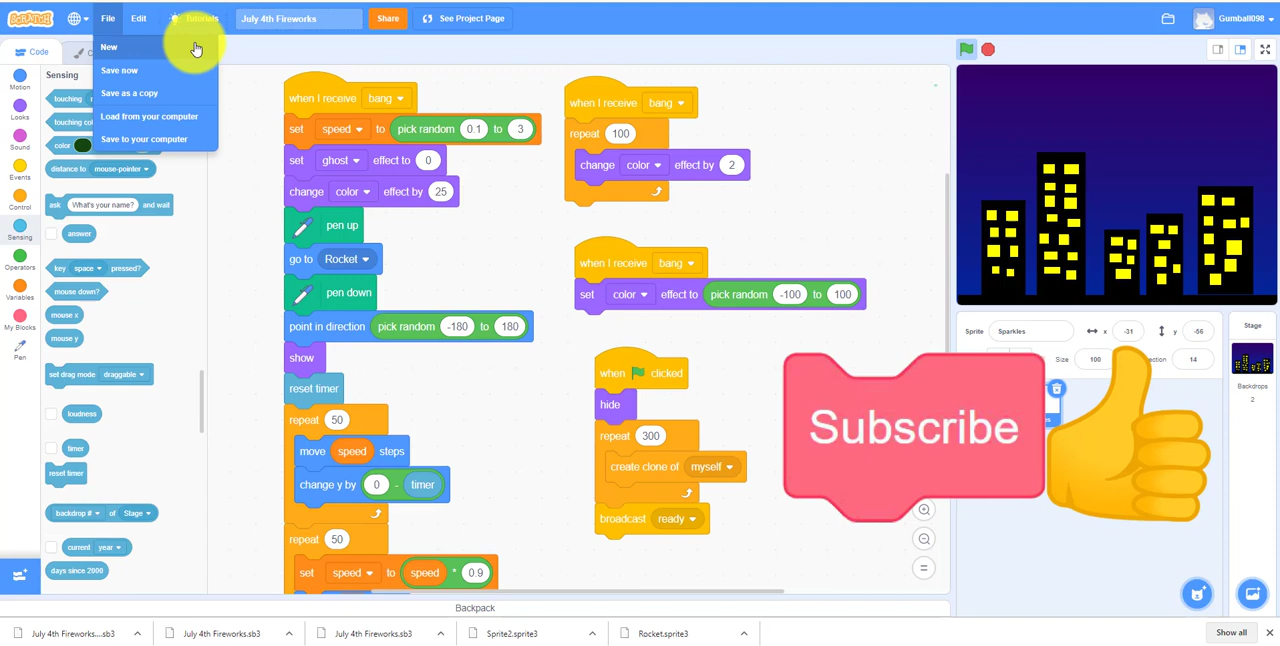 SCRATCH
File
Edit
Tutorials
July 4th Fireworks
Share
See Project Page
Gumball098
New
Save now
Save as a copy
Load from your computer
Save to your computer
Code
Motion
Looks
Sound
Events
Control
Sensing
Operators
Variables
My Blocks
Pen
Sensing
touching
touching
color
distance to mouse-pointer
ask What's your name? and wait
answer
key space pressed?
mouse down?
mouse x
mouse y
set drag mode draggable
loudness
timer
reset timer
backdrop # of Stage
current year
days since 2000
when I receive bang
set speed to pick random 0.1 to 3
set ghost effect to 0
change color effect by 25
pen up
go to Rocket
pen down
point in direction pick random -180 to 180
show
reset timer
repeat 50
move speed steps
change y by 0 - timer
repeat 50
set speed to speed * 0.9
when I receive bang
repeat 100
change color effect by 2
when I receive bang
set color effect to pick random -100 to 100
when clicked
hide
repeat 300
create clone of myself
broadcast ready
Subscribe
Sprite Sparkles x -31 y -56
Size 100 14
Stage
Backdrops
2
Backpack
July 4th Fireworks....sb3
July 4th Fireworks.sb3
July 4th Fireworks.sb3
Sprite2.sprite3
Rocket.sprite3
Show all